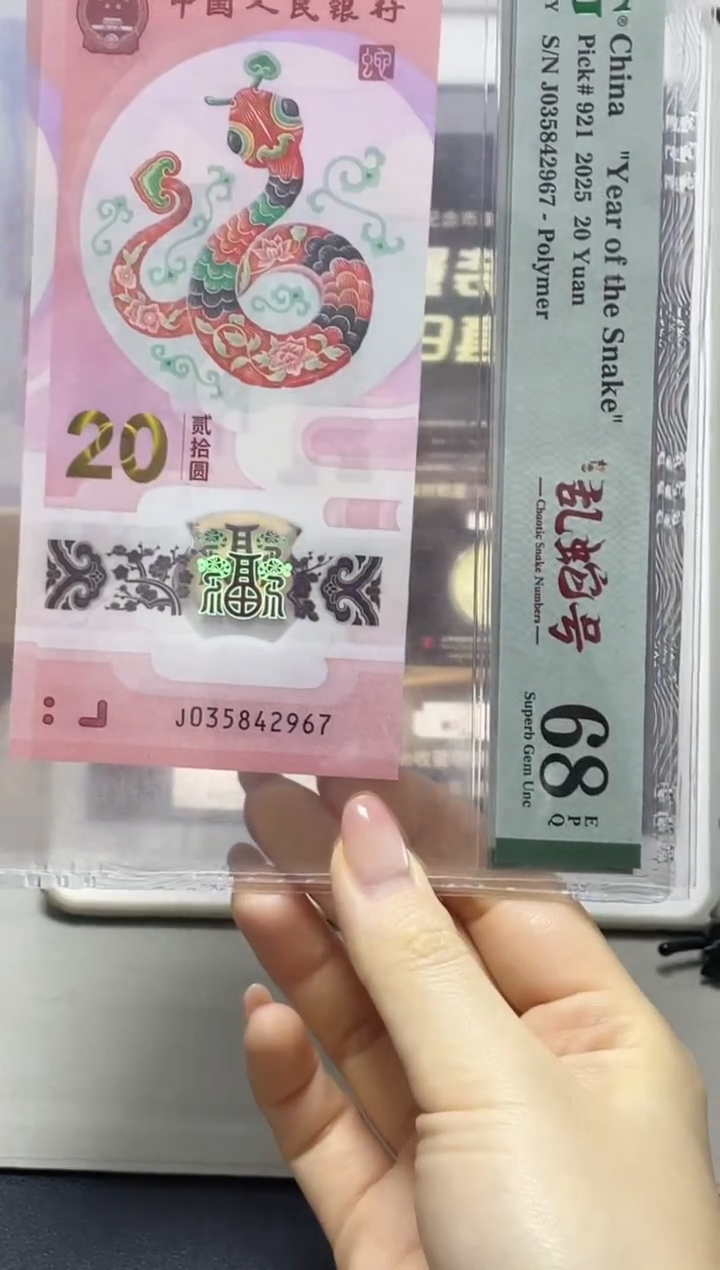 中国人民银行
20
贰拾圆
J035842967
China "Year of the Snake"
Pick# 921 2025 20 Yuan
S/N J035842967 - Polymer
乱蛇号
Chaotic Snake Numbers
68
EPQ
Superb Gem Unc